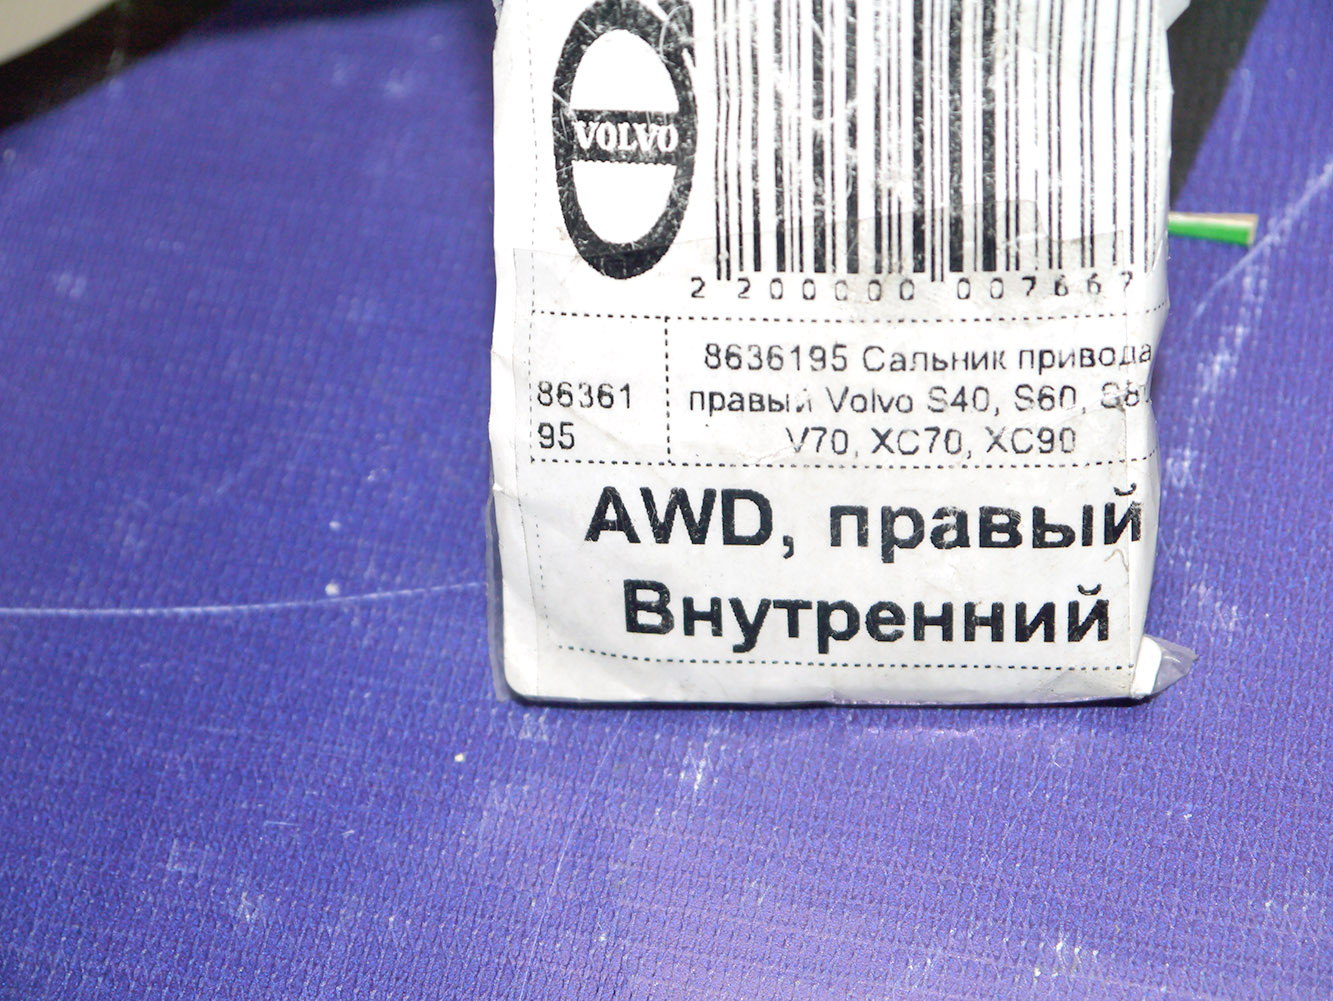 VOLVO
2 200000 007667
8636195 Сальник привода
86361
95
правый Volvo S40, S60,
V70, XC70, XC90
AWD, правый
Внутренний